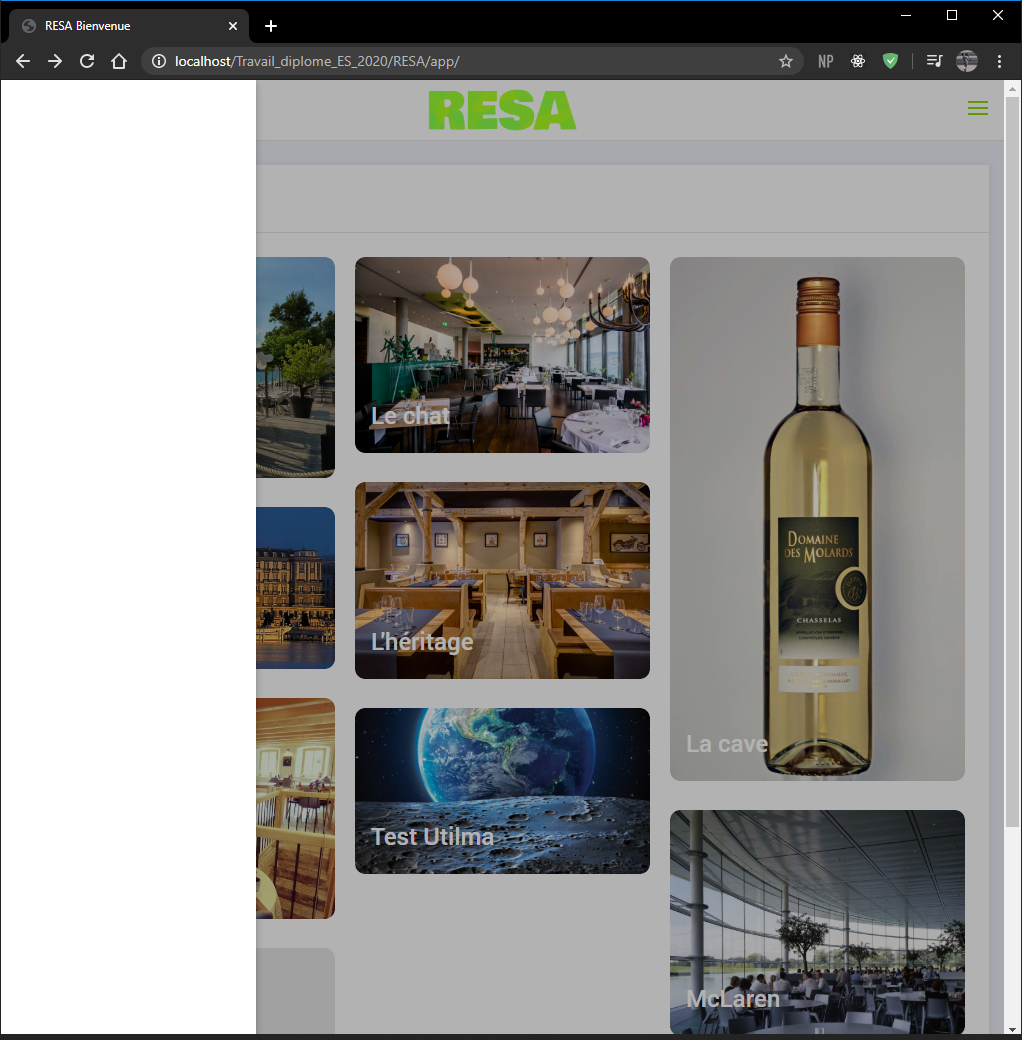 RESA Bienvenue
localhost/Travail_diplome_ES_2020/RESA/app/
NP
RESA
Le chat
L'héritage
Test Utilma
DOMAINE
DES MOLARDS
CHASSELAS
La cave
McLaren